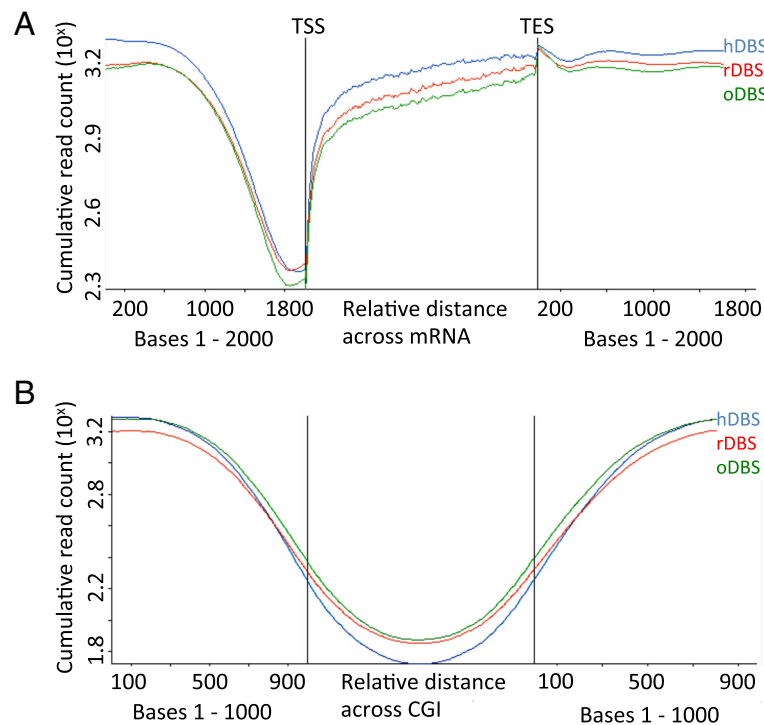 A
TSS
TES
Cumulative read count (10ˣ)
3.2
2.9
2.6
2.3
hDBS
rDBS
oDBS
200 1000 1800
Relative distance
across mRNA
200 1000 1800
Bases 1 - 2000
Bases 1 - 2000
B
Cumulative read count (10ˣ)
3.2
2.8
2.2
1.8
hDBS
rDBS
oDBS
100 500 900
Relative distance
across CGI
100 500 900
Bases 1 - 1000
Bases 1 - 1000